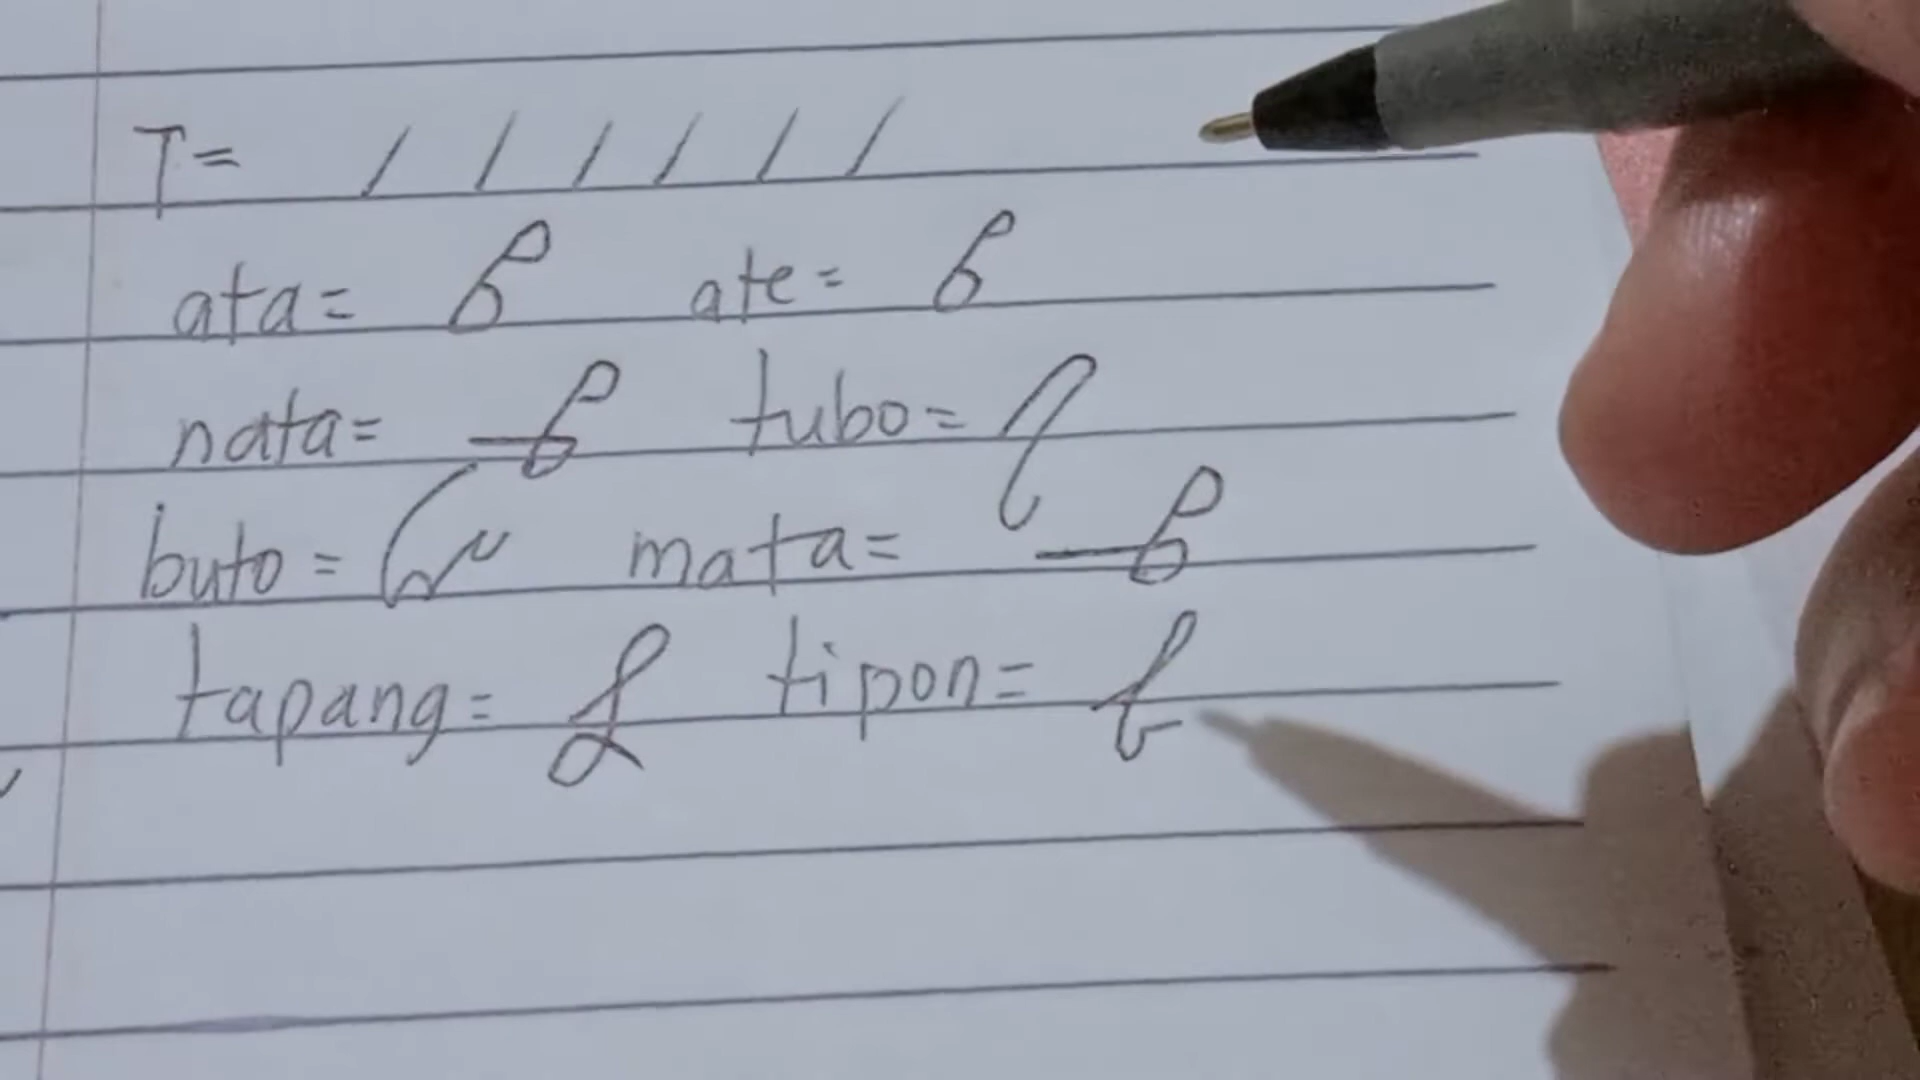 T= / / / / / /
ata= ate=
nata= tubo=
buto= mata=
tapang= tipon=